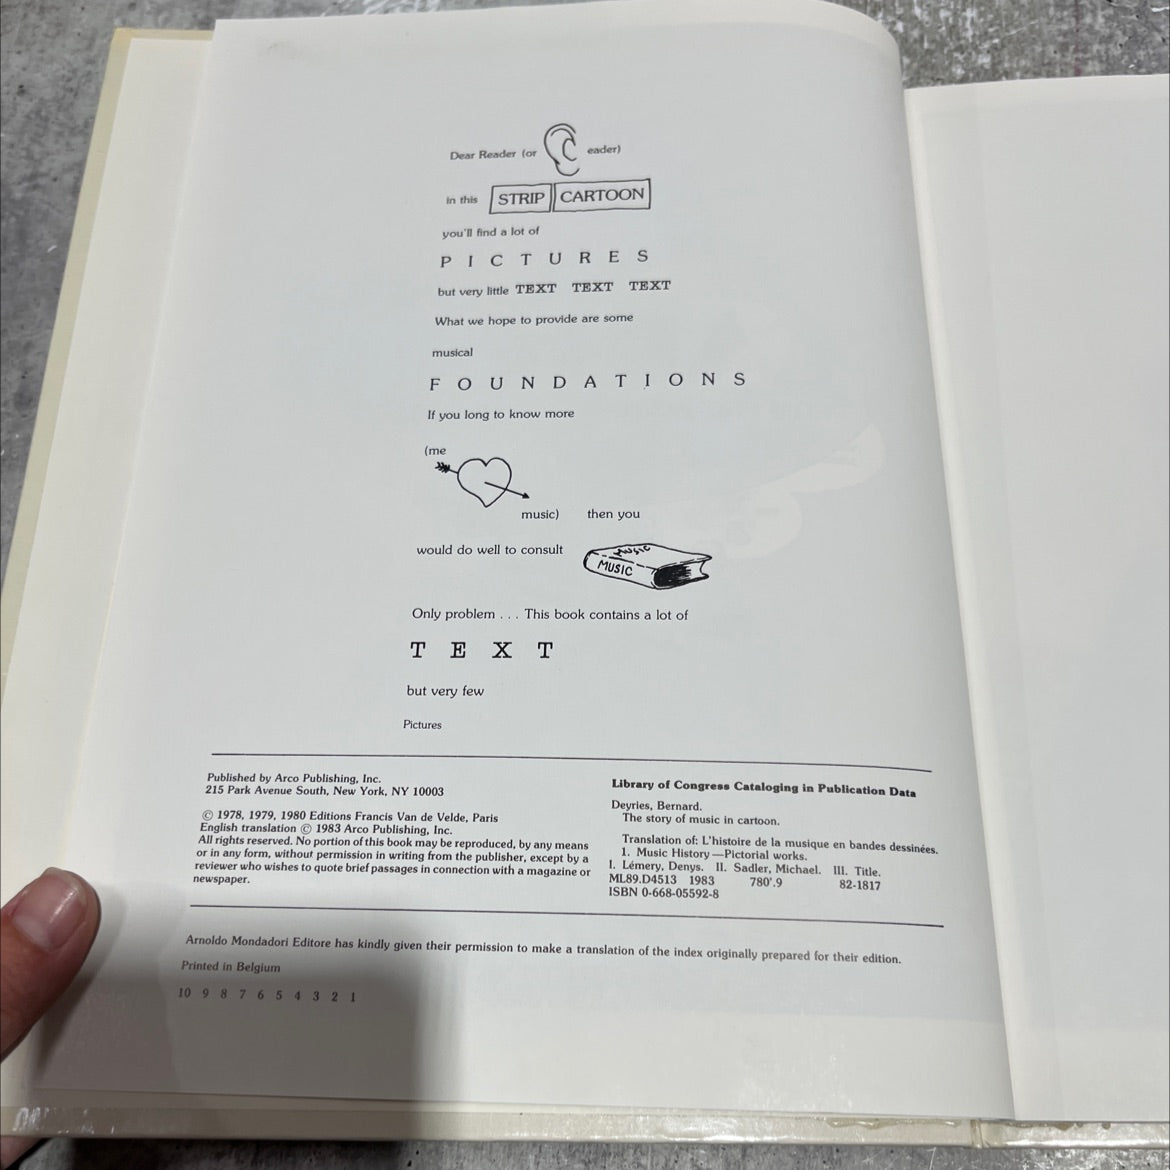 Dear Reader (or eader)
in this STRIP CARTOON
you'll find a lot of
P I C T U R E S
but very little TEXT TEXT TEXT
What we hope to provide are some
musical
F O U N D A T I O N S
If you long to know more
(me
music) then you
would do well to consult
MUSIC
MUSIC
Only problem . . . This book contains a lot of
T E X T
but very few
Pictures
Published by Arco Publishing, Inc.
215 Park Avenue South, New York, NY 10003
© 1978, 1979, 1980 Editions Francis Van de Velde, Paris
English translation © 1983 Arco Publishing, Inc.
All rights reserved. No portion of this book may be reproduced, by any means
or in any form, without permission in writing from the publisher, except by a
reviewer who wishes to quote brief passages in connection with a magazine or
newspaper.
Library of Congress Cataloging in Publication Data
Deyries, Bernard.
The story of music in cartoon.
Translation of: L'histoire de la musique en bandes dessinées.
1. Music History—Pictorial works.
I. Lémery, Denys. II. Sadler, Michael. III. Title.
ML89.D4513 1983 780'.9 82-1817
ISBN 0-668-05592-8
Arnoldo Mondadori Editore has kindly given their permission to make a translation of the index originally prepared for their edition.
Printed in Belgium
10 9 8 7 6 5 4 3 2 1